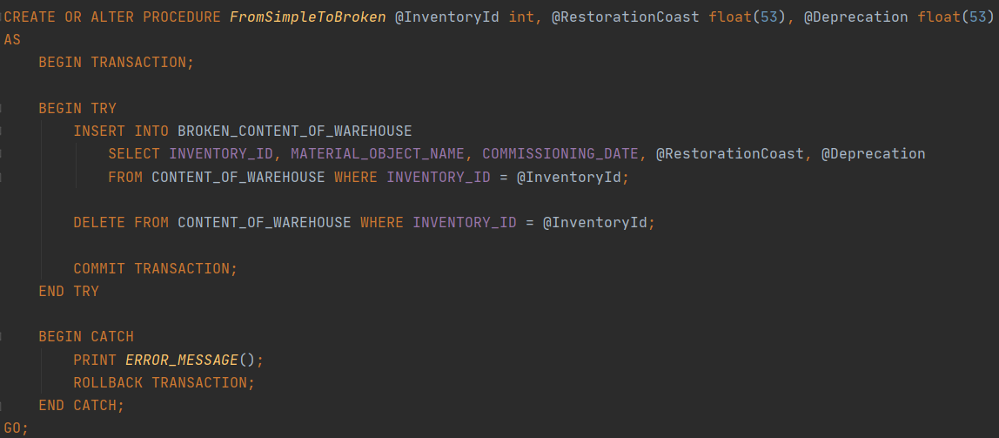 CREATE OR ALTER PROCEDURE FromSimpleToBroken @InventoryId int, @RestorationCoast float(53), @Deprecation float(53)
AS
BEGIN TRANSACTION;
BEGIN TRY
INSERT INTO BROKEN_CONTENT_OF_WAREHOUSE
SELECT INVENTORY_ID, MATERIAL_OBJECT_NAME, COMMISSIONING_DATE, @RestorationCoast, @Deprecation
FROM CONTENT_OF_WAREHOUSE WHERE INVENTORY_ID = @InventoryId;
DELETE FROM CONTENT_OF_WAREHOUSE WHERE INVENTORY_ID = @InventoryId;
COMMIT TRANSACTION;
END TRY
BEGIN CATCH
PRINT ERROR_MESSAGE();
ROLLBACK TRANSACTION;
END CATCH;
GO;